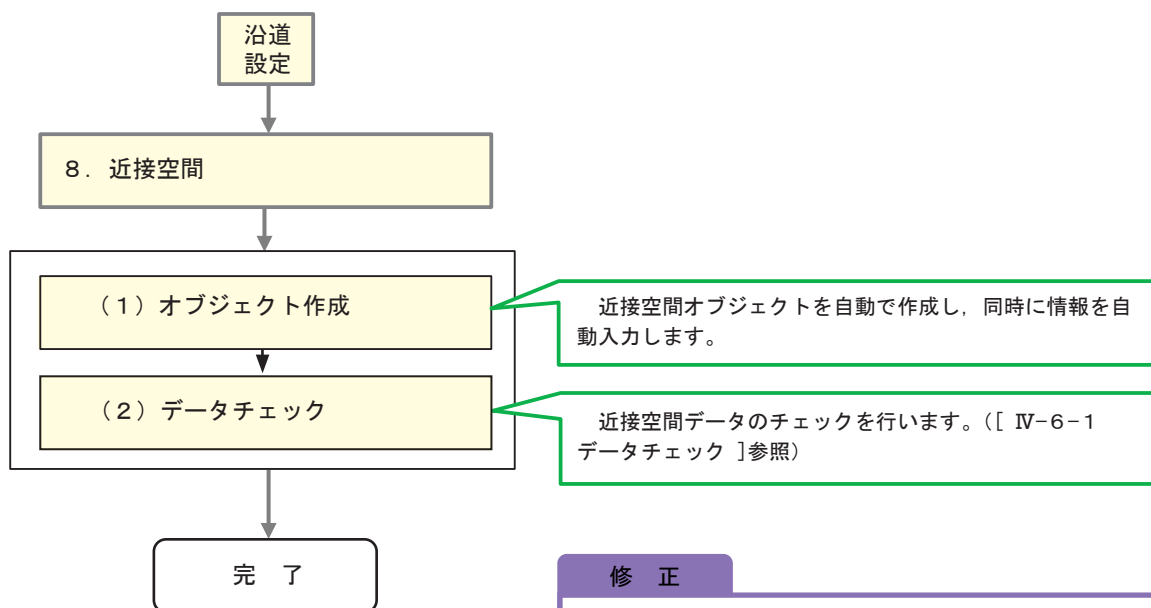 沿道
設定
８．近接空間
（１）オブジェクト作成
近接空間オブジェクトを自動で作成し，同時に情報を自
動入力します。
（２）データチェック
近接空間データのチェックを行います。（［ Ⅳ−６−１
データチェック ］参照）
完　了
修　正